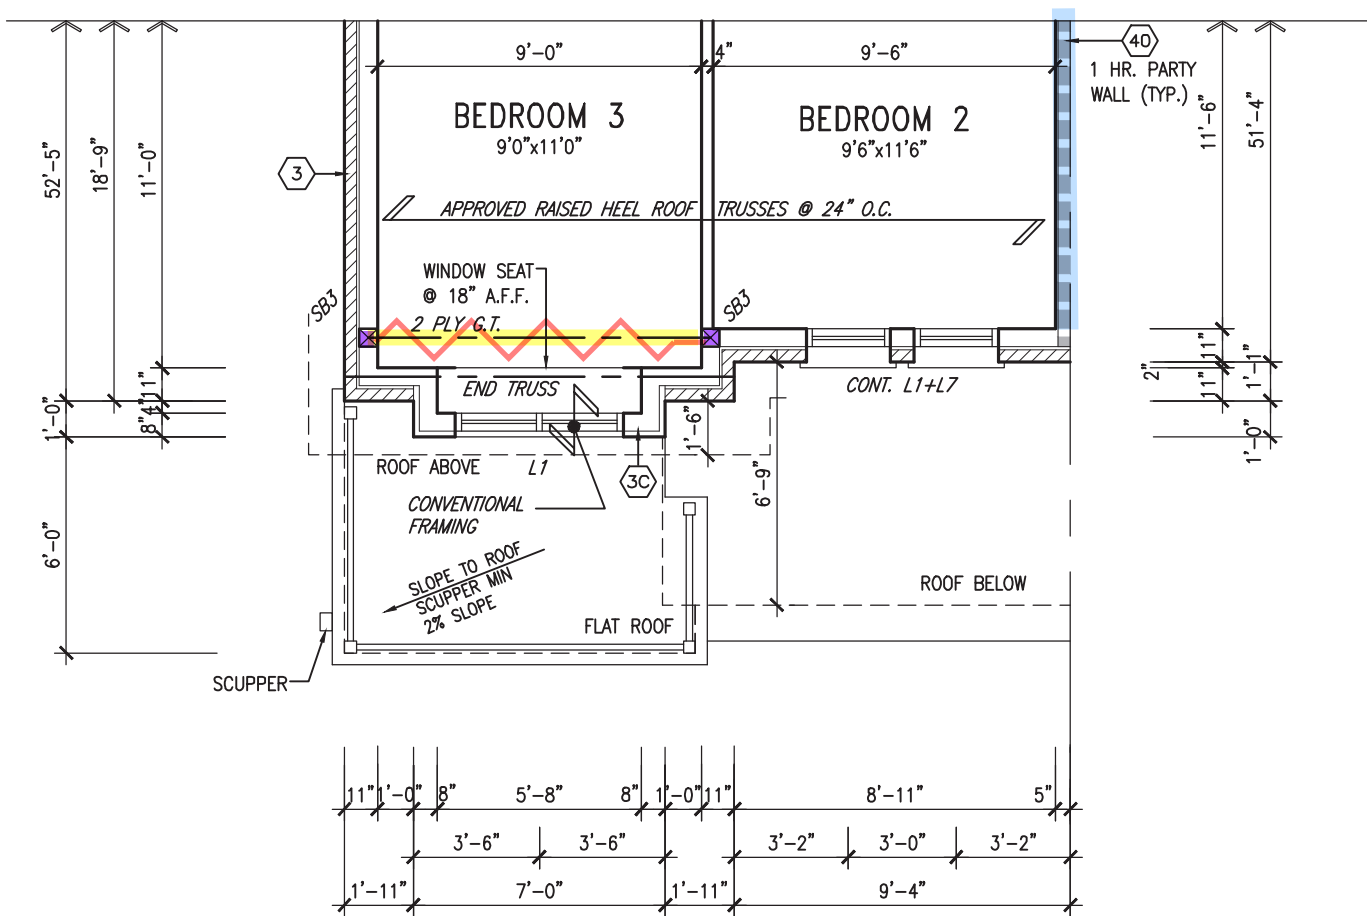 9'-0"
4"
9'-6"
40
1 HR. PARTY
WALL (TYP.)
BEDROOM 3
9'0"x11'0"
BEDROOM 2
9'6"x11'6"
52'-5"
18'-9"
11'-0"
11'-6"
51'-4"
3
APPROVED RAISED HEEL ROOF TRUSSES @ 24" O.C.
WINDOW SEAT
@ 18" A.F.F.
SB3
2 PLY G.T.
SB3
END TRUSS
CONT. L1+L7
11"
4"
8"
1'-0"
2"
11"
11"
1'-1"
1'-0"
1'-6"
6'-9"
ROOF ABOVE
L1
3C
CONVENTIONAL
FRAMING
6'-0"
SLOPE TO ROOF
SCUPPER MIN
2% SLOPE
ROOF BELOW
FLAT ROOF
SCUPPER
11"
1'-0"
8"
5'-8"
8"
1'-0"
11"
8'-11"
5"
3'-6"
3'-6"
3'-2"
3'-0"
3'-2"
1'-11"
7'-0"
1'-11"
9'-4"